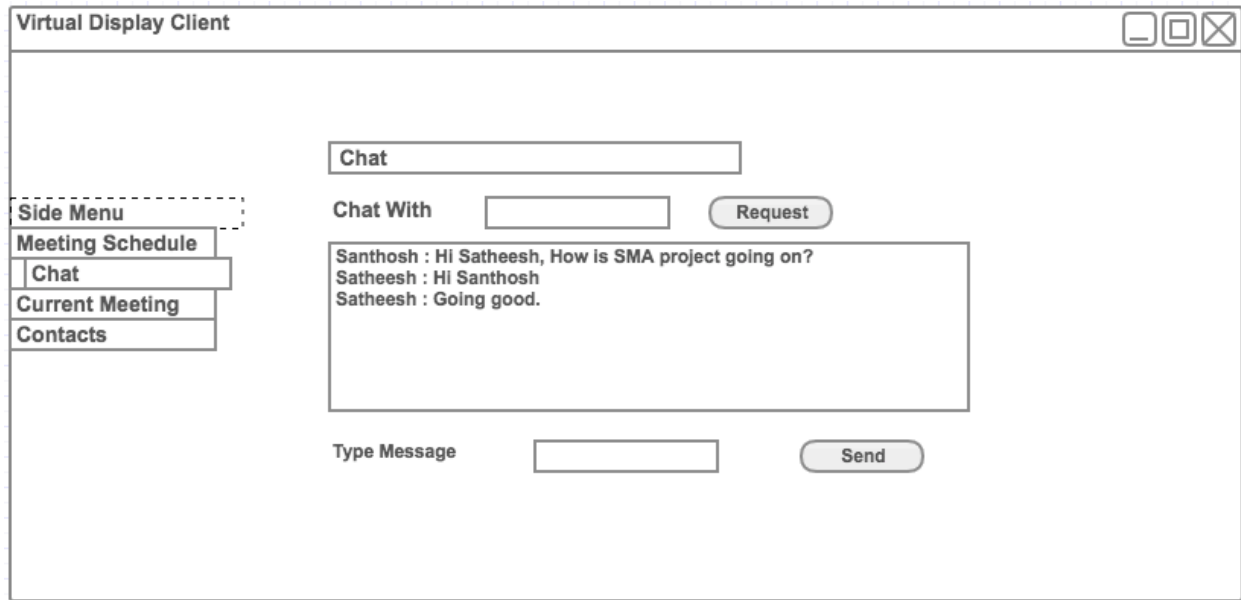 Virtual Display Client
Chat
Chat With
Request
Side Menu
Meeting Schedule
Chat
Current Meeting
Contacts
Santhosh : Hi Satheesh, How is SMA project going on?
Satheesh : Hi Santhosh
Satheesh : Going good.
Type Message
Send